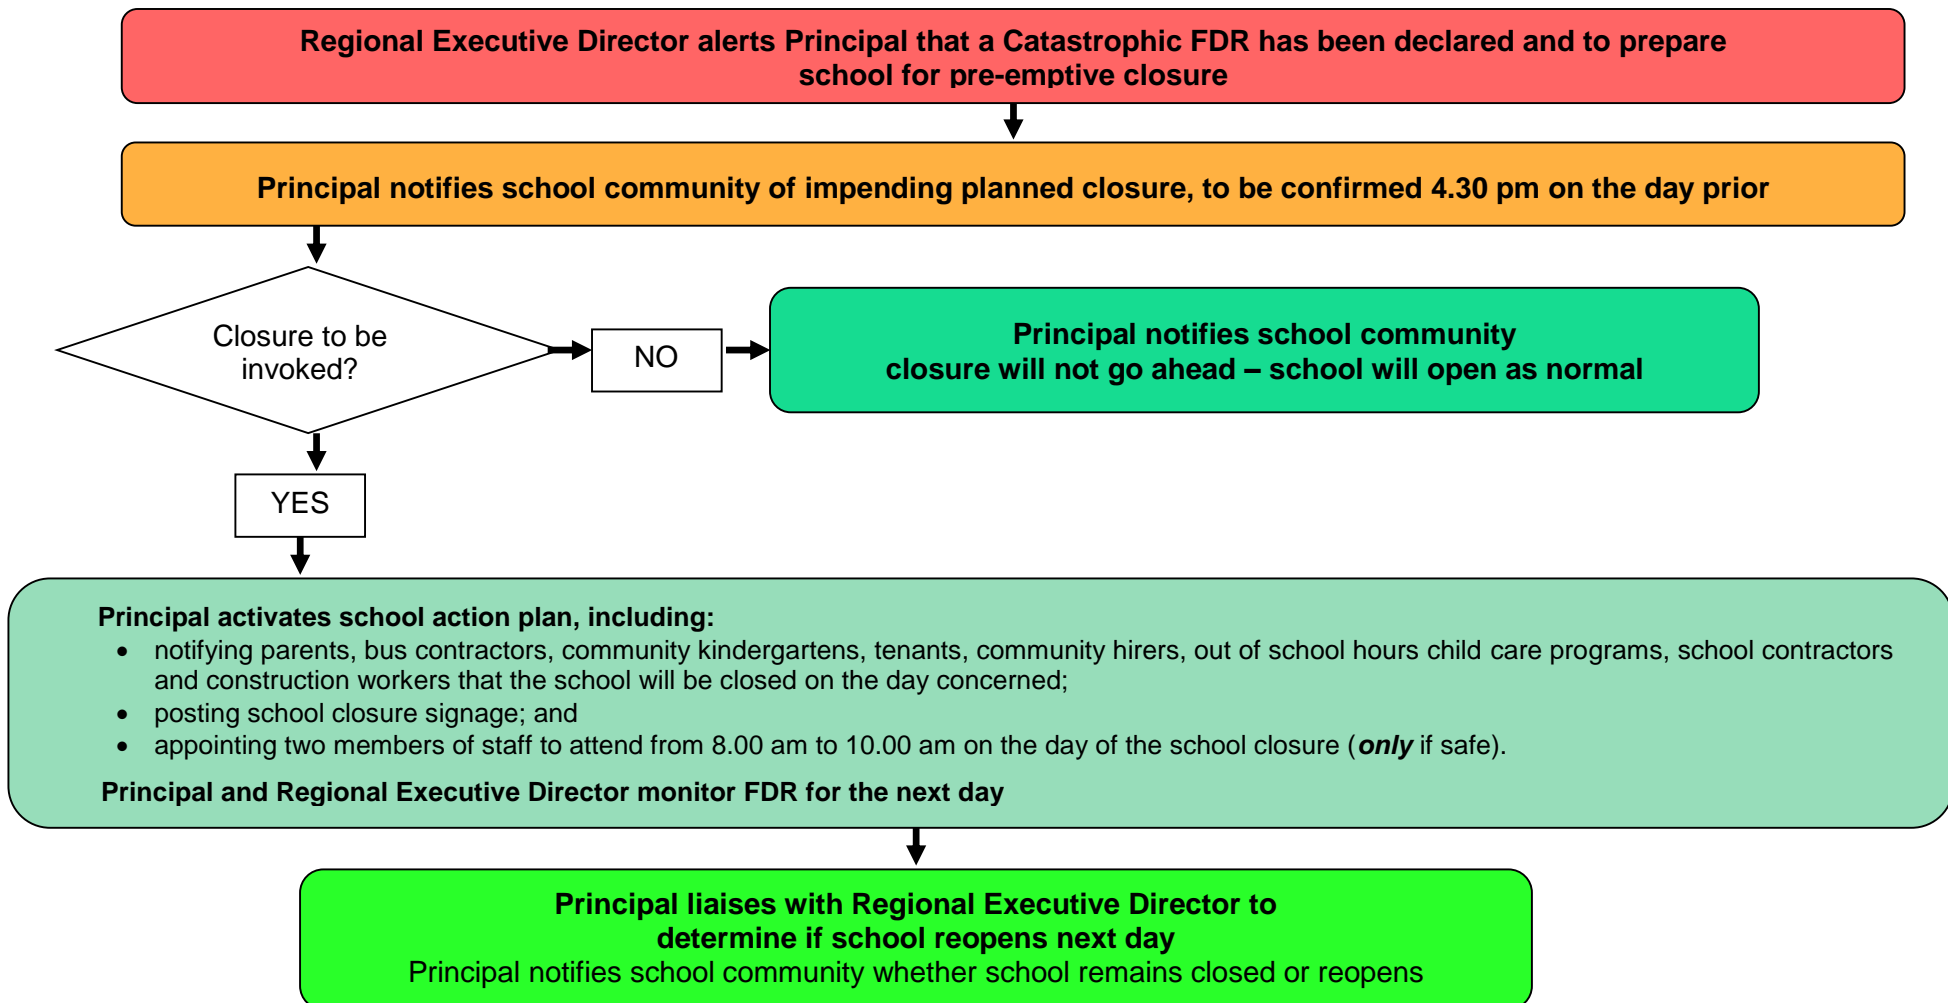 Regional Executive Director alerts Principal that a Catastrophic FDR has been declared and to prepare
school for pre-emptive closure
Principal notifies school community of impending planned closure, to be confirmed 4.30 pm on the day prior
Closure to be
invoked?
NO
Principal notifies school community
closure will not go ahead – school will open as normal
YES
Principal activates school action plan, including:
• notifying parents, bus contractors, community kindergartens, tenants, community hirers, out of school hours child care programs, school contractors
and construction workers that the school will be closed on the day concerned;
• posting school closure signage; and
• appointing two members of staff to attend from 8.00 am to 10.00 am on the day of the school closure (only if safe).
Principal and Regional Executive Director monitor FDR for the next day
Principal liaises with Regional Executive Director to
determine if school reopens next day
Principal notifies school community whether school remains closed or reopens